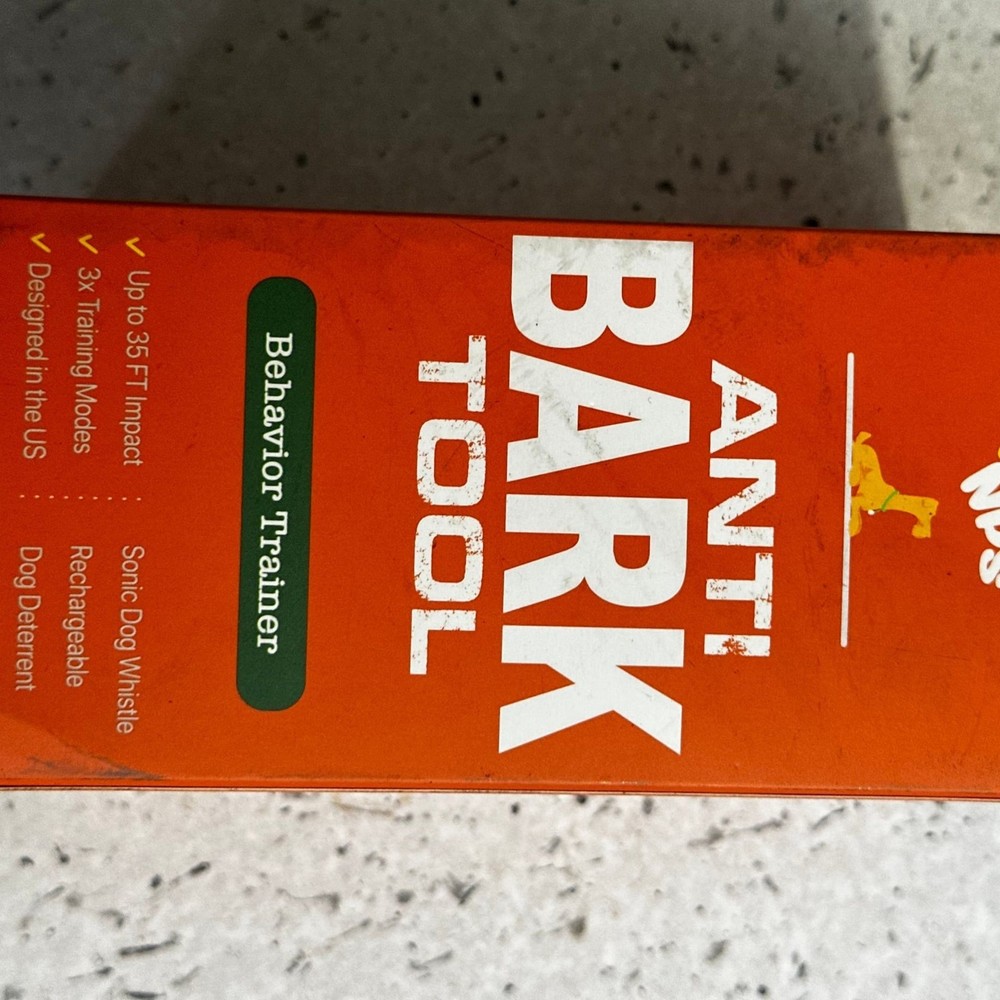 ANTI
BARK
TOOL
Behavior Trainer
Up to 35 FT Impact
3x Training Modes
Designed in the US
Sonic Dog Whistle
Rechargeable
Dog Deterrent